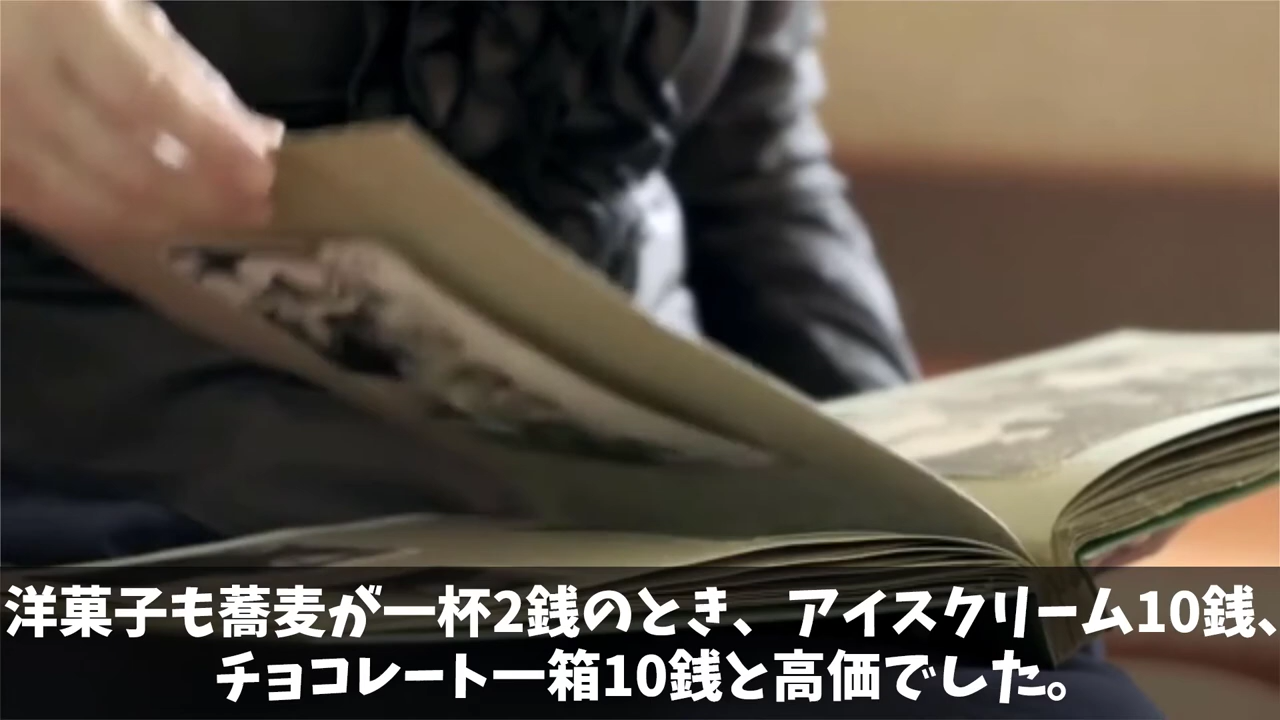 洋菓子も蕎麦が一杯2銭のとき、アイスクリーム10銭、
チョコレート一箱10銭と高価でした。